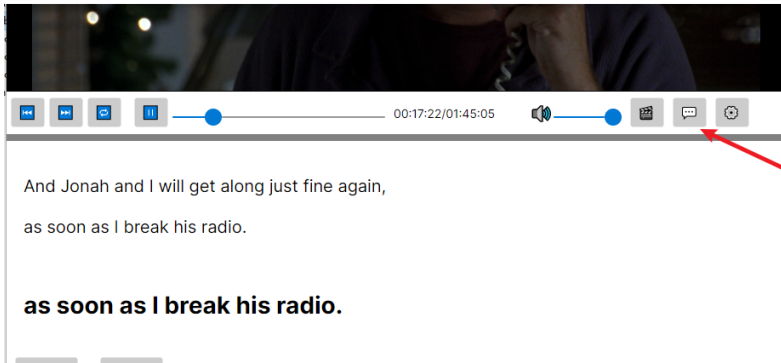 00:17:22/01:45:05
And Jonah and I will get along just fine again,
as soon as I break his radio.
as soon as I break his radio.